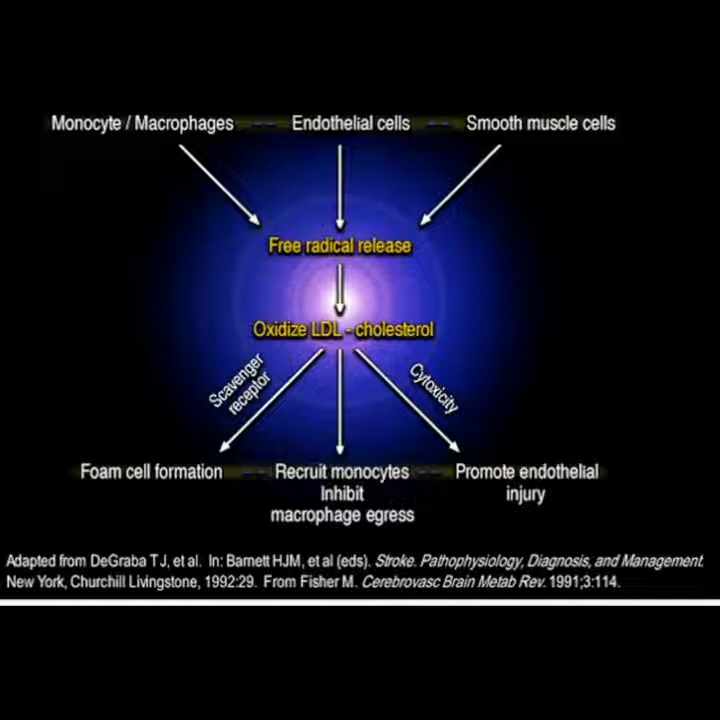 Monocyte / Macrophages -- Endothelial cells -- Smooth muscle cells
Free radical release
Oxidize LDL - cholesterol
Scavenger
receptor
Cytoxicity
Foam cell formation -- Recruit monocytes -- Promote endothelial
Inhibit injury
macrophage egress
Adapted from DeGraba TJ, et al. In: Barnett HJM, et al (eds). Stroke. Pathophysiology, Diagnosis, and Management.
New York, Churchill Livingstone, 1992:29. From Fisher M. Cerebrovasc Brain Metab Rev. 1991;3:114.